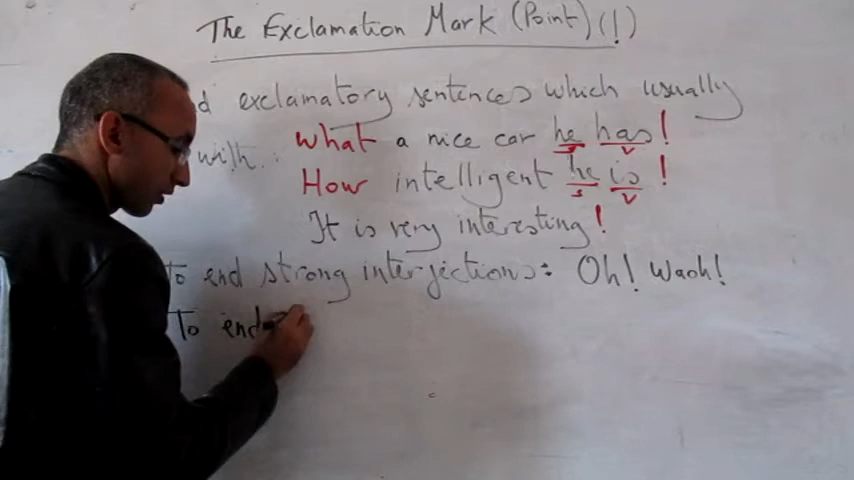 The Exclamation Mark (Point) (!)
d exclamatory sentences which usually
with: What a nice car he has!
S V
How intelligent he is!
S V
It is very interesting!
To end strong interjections: Oh! Waoh!
To end